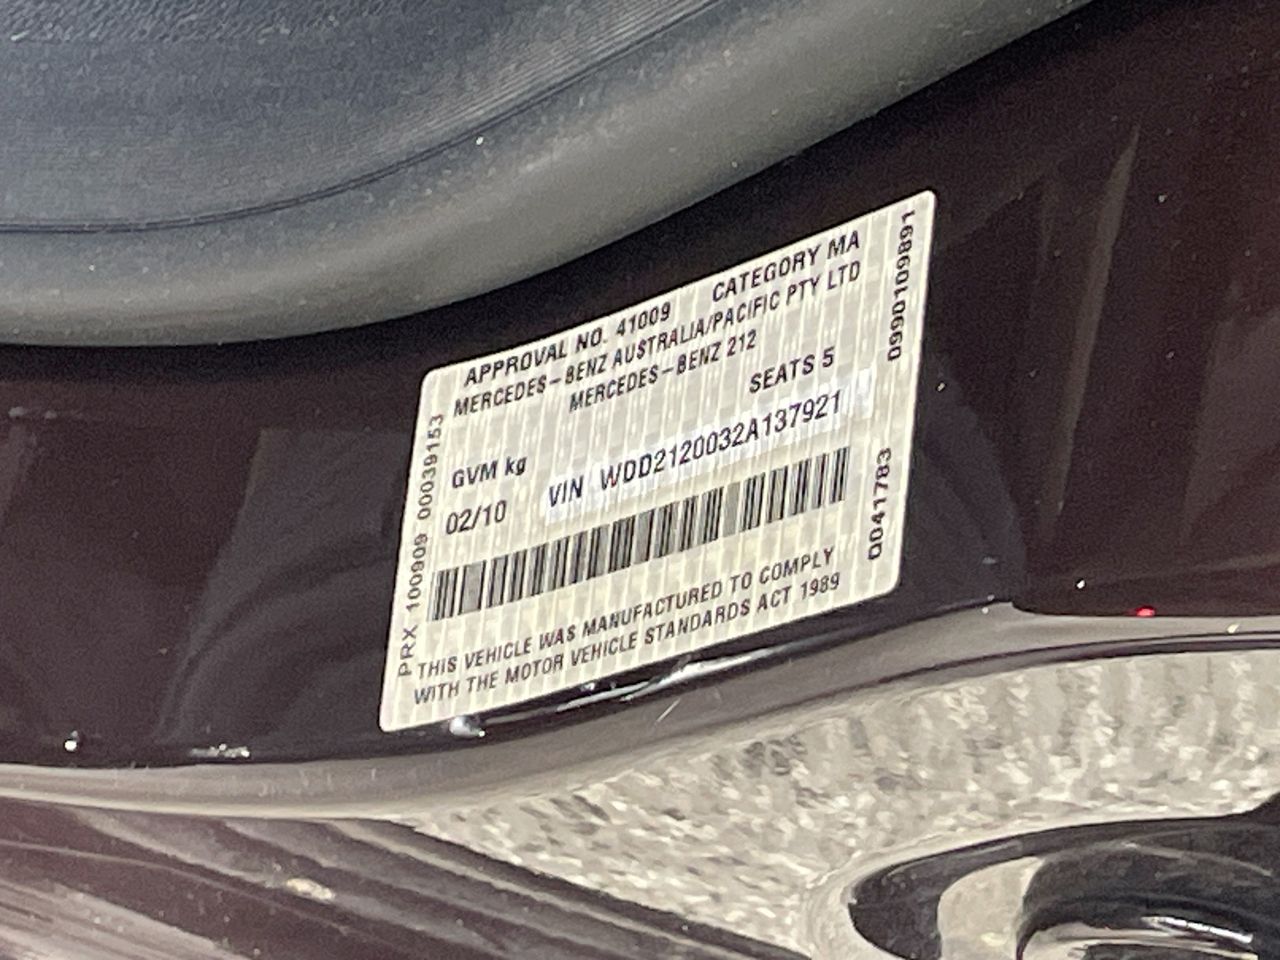 APPROVAL NO. 41009 CATEGORY MA
MERCEDES-BENZ AUSTRALIA/PACIFIC PTY LTD
MERCEDES-BENZ 212
SEATS 5
GVM kg
02/10 VIN WDD2120032A137921
THIS VEHICLE WAS MANUFACTURED TO COMPLY
WITH THE MOTOR VEHICLE STANDARDS ACT 1989
PRX 100909 00039153
Q041783 0990109891